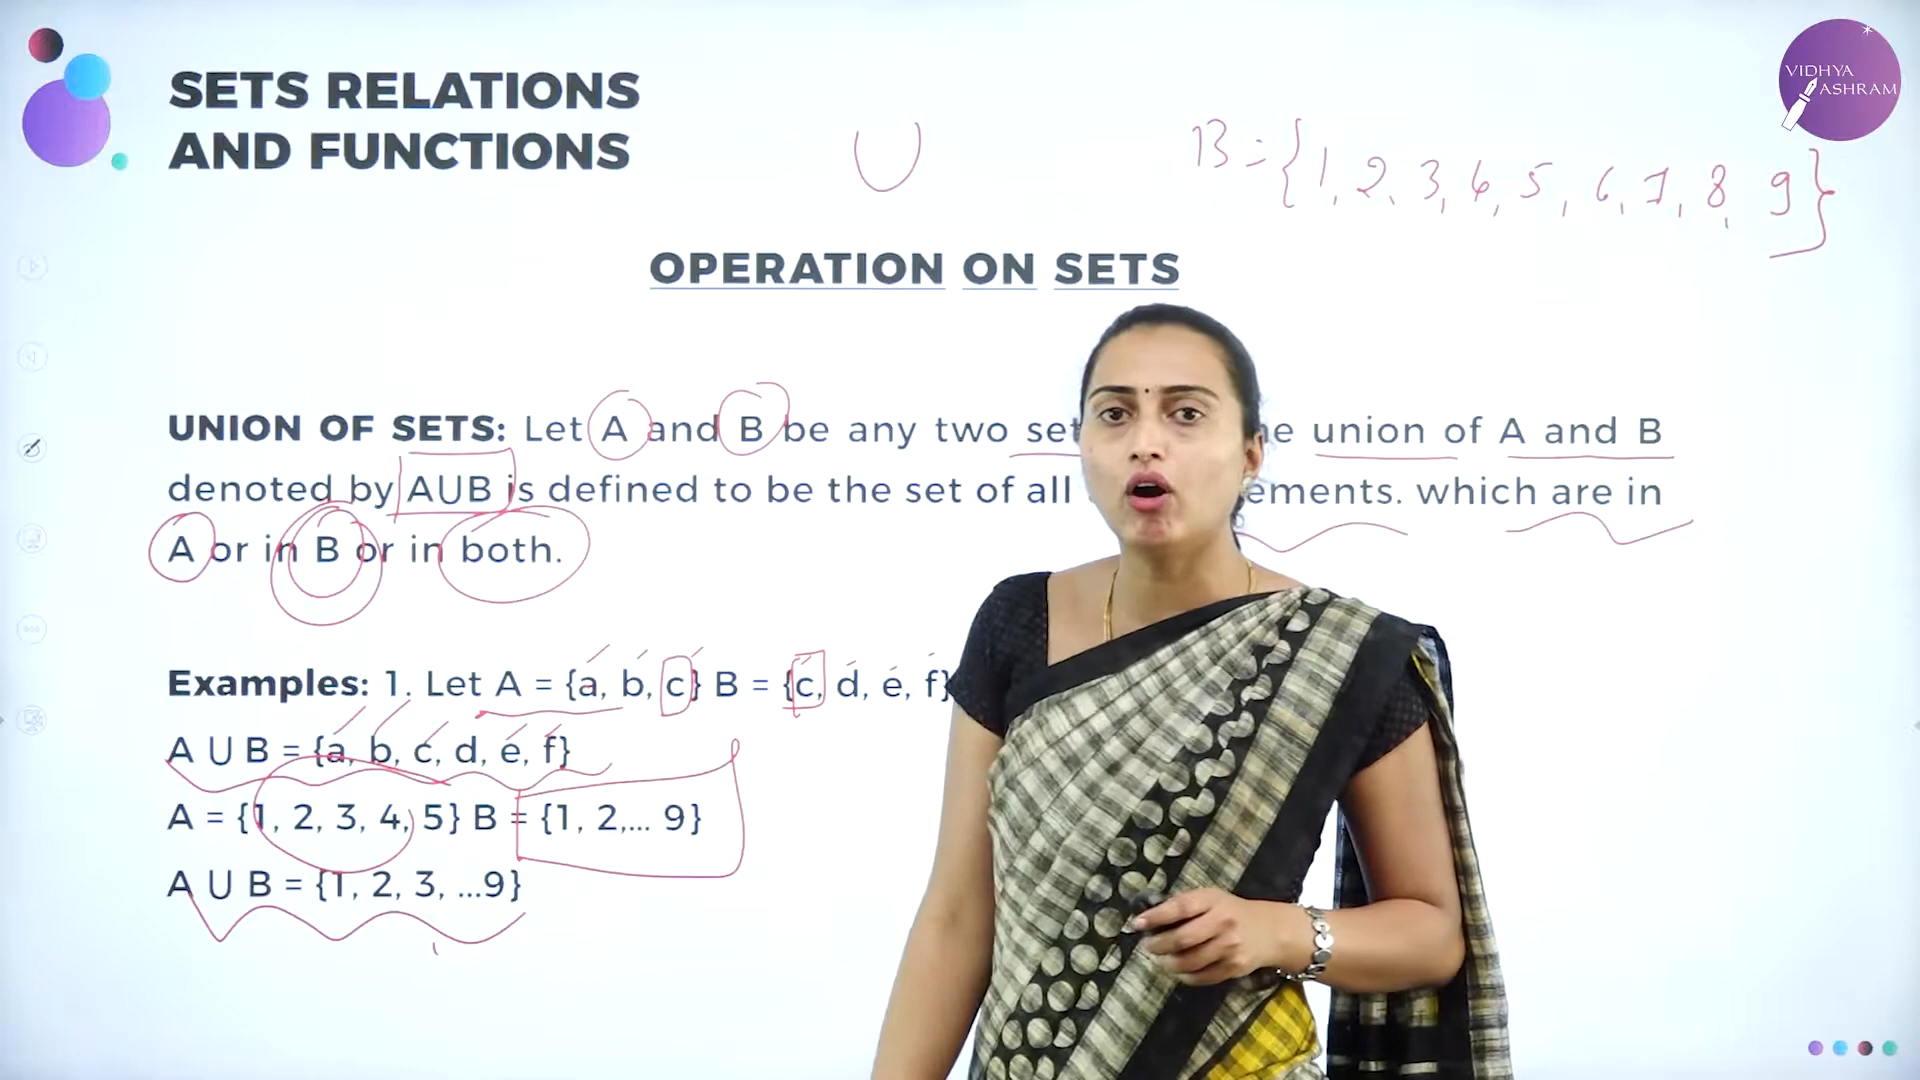 SETS RELATIONS
AND FUNCTIONS
VIDHYA
ASHRAM
U
B = {1, 2, 3, 4, 5, 6, 7, 8, 9}
OPERATION ON SETS
UNION OF SETS: Let A and B be any two union of A and B
denoted by AUB is defined to be the set of all which are in
A or in B or in both.
Examples: 1. Let A = {a, b, c} B = {c, d, e, f}
A U B = {a, b, c, d, e, f}
A = {1, 2, 3, 4, 5} B = {1, 2,... 9}
A U B = {1, 2, 3, ...9}